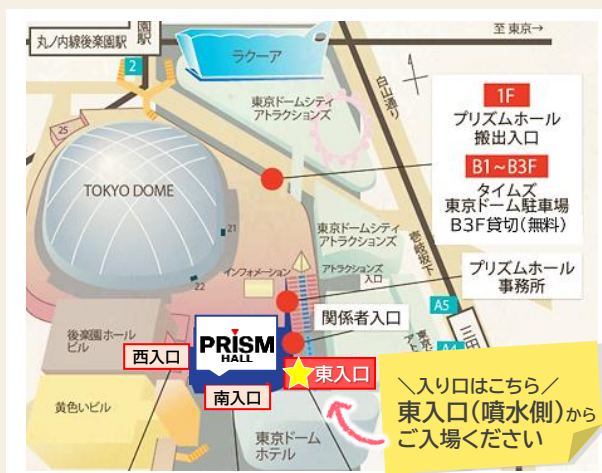 丸ノ内線後楽園駅
園
駅
至 東京→
2
ラクーア
白山通り
4
東京ドームシティ
アトラクションズ
25
TOKYO DOME
1F
プリズムホール
搬出入口
B1~B3F
タイムズ
東京ドーム駐車場
B3F貸切(無料)
21
22
東京ドームシティ
アトラクションズ
壱岐坂下
インフォメーション
アトラクションズ
入口
プリズムホール
事務所
関係者入口
A5
A4
三田
後楽園ホール
ビル
西入口
PRISM
HALL
東入口
南入口
黄色いビル
東京ドーム
ホテル
＼入り口はこちら／
東入口(噴水側)から
ご入場ください